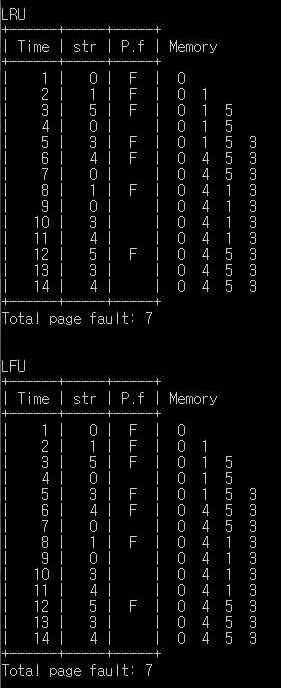 LRU
| Time | str | P.f | Memory
| 1 | 0 | F | 0
| 2 | 1 | F | 0 1
| 3 | 5 | F | 0 1 5
| 4 | 0 | | 0 1 5
| 5 | 3 | F | 0 1 5 3
| 6 | 4 | F | 0 4 5 3
| 7 | 0 | | 0 4 5 3
| 8 | 1 | F | 0 4 1 3
| 9 | 0 | | 0 4 1 3
| 10 | 3 | | 0 4 1 3
| 11 | 4 | | 0 4 1 3
| 12 | 5 | F | 0 4 5 3
| 13 | 3 | | 0 4 5 3
| 14 | 4 | | 0 4 5 3
Total page fault: 7
LFU
| Time | str | P.f | Memory
| 1 | 0 | F | 0
| 2 | 1 | F | 0 1
| 3 | 5 | F | 0 1 5
| 4 | 0 | | 0 1 5
| 5 | 3 | F | 0 1 5 3
| 6 | 4 | F | 0 4 5 3
| 7 | 0 | | 0 4 5 3
| 8 | 1 | F | 0 4 1 3
| 9 | 0 | | 0 4 1 3
| 10 | 3 | | 0 4 1 3
| 11 | 4 | | 0 4 1 3
| 12 | 5 | F | 0 4 5 3
| 13 | 3 | | 0 4 5 3
| 14 | 4 | | 0 4 5 3
Total page fault: 7